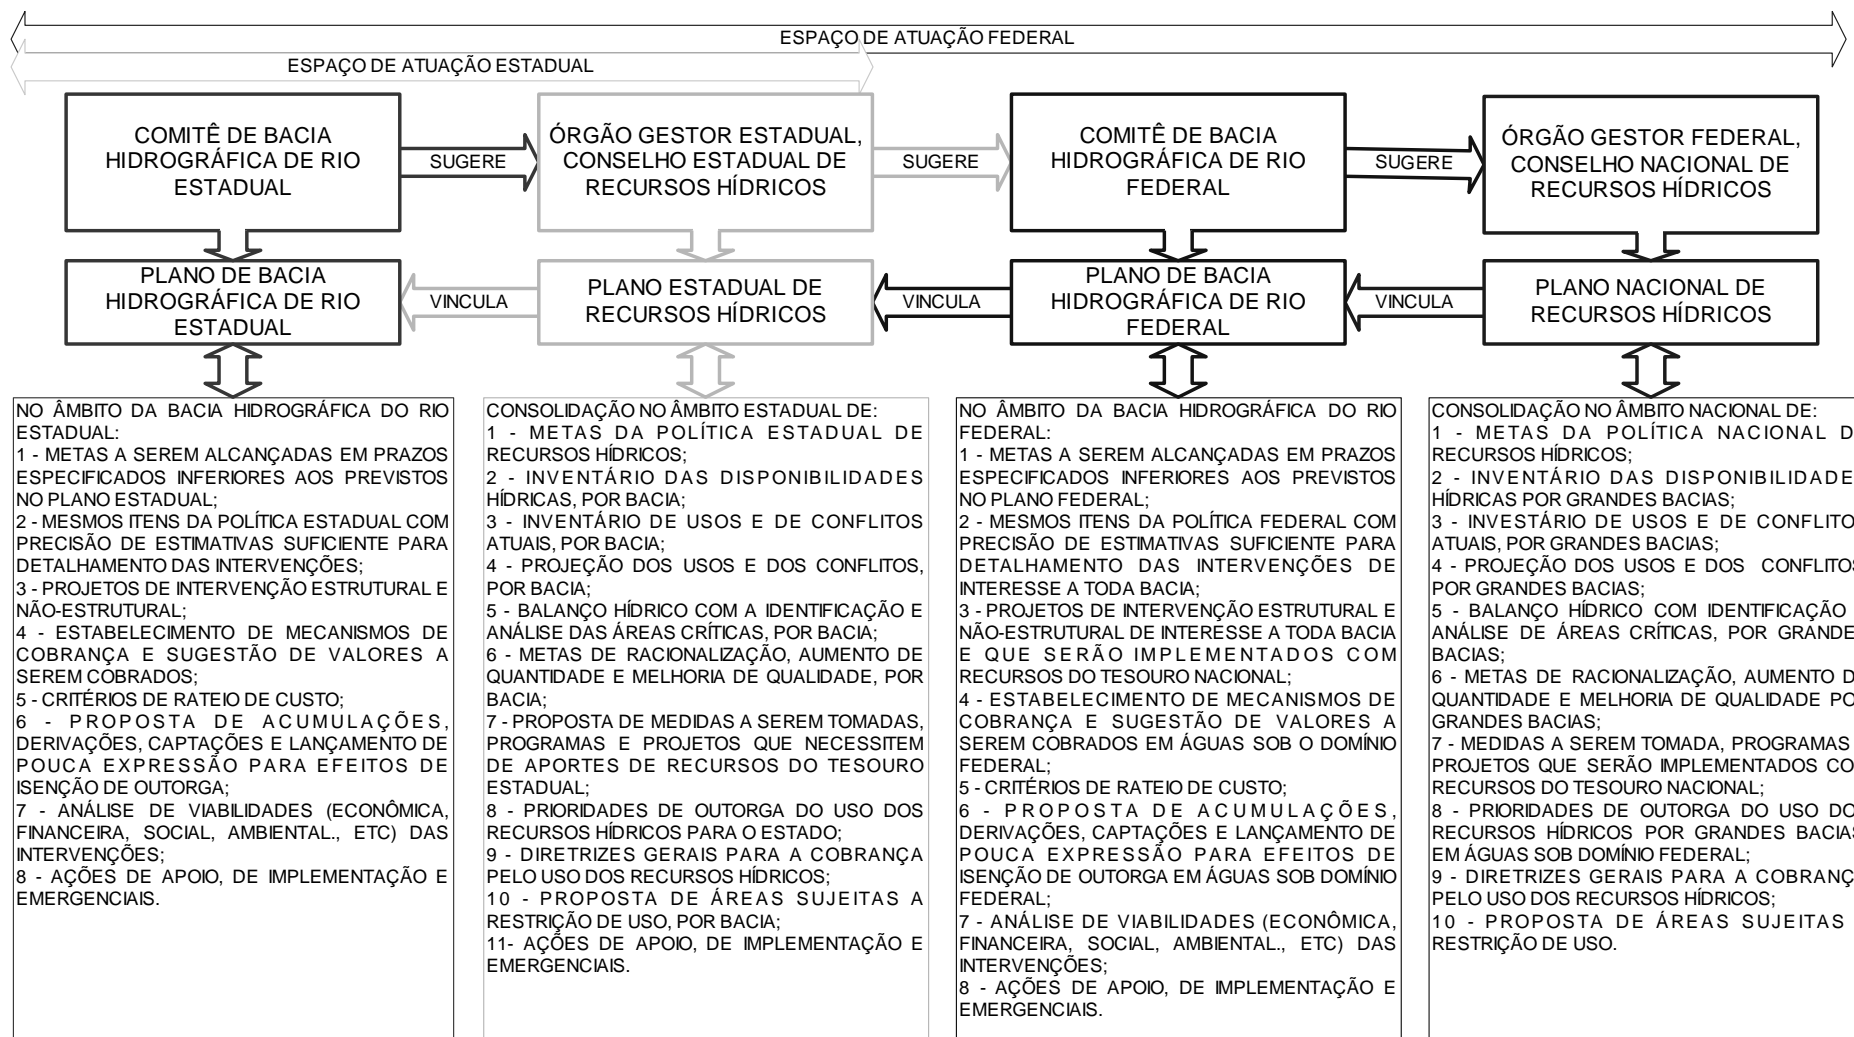 ESPAÇO DE ATUAÇÃO FEDERAL
ESPAÇO DE ATUAÇÃO ESTADUAL
COMITÊ DE BACIA
HIDROGRÁFICA DE RIO
ESTADUAL
SUGERE
ÓRGÃO GESTOR ESTADUAL,
CONSELHO ESTADUAL DE
RECURSOS HÍDRICOS
SUGERE
COMITÊ DE BACIA
HIDROGRÁFICA DE RIO
FEDERAL
SUGERE
ÓRGÃO GESTOR FEDERAL,
CONSELHO NACIONAL DE
RECURSOS HÍDRICOS
PLANO DE BACIA
HIDROGRÁFICA DE RIO
ESTADUAL
VINCULA
PLANO ESTADUAL DE
RECURSOS HÍDRICOS
VINCULA
PLANO DE BACIA
HIDROGRÁFICA DE RIO
FEDERAL
VINCULA
PLANO NACIONAL DE
RECURSOS HÍDRICOS
NO ÂMBITO DA BACIA HIDROGRÁFICA DO RIO
ESTADUAL:
1 - METAS A SEREM ALCANÇADAS EM PRAZOS
ESPECIFICADOS INFERIORES AOS PREVISTOS
NO PLANO ESTADUAL;
2 - MESMOS ITENS DA POLÍTICA ESTADUAL COM
PRECISÃO DE ESTIMATIVAS SUFICIENTE PARA
DETALHAMENTO DAS INTERVENÇÕES;
3 - PROJETOS DE INTERVENÇÃO ESTRUTURAL E
NÃO-ESTRUTURAL;
4 - ESTABELECIMENTO DE MECANISMOS DE
COBRANÇA E SUGESTÃO DE VALORES A
SEREM COBRADOS;
5 - CRITÉRIOS DE RATEIO DE CUSTO;
6 - PROPOSTA DE ACUMULAÇÕES,
DERIVAÇÕES, CAPTAÇÕES E LANÇAMENTO DE
POUCA EXPRESSÃO PARA EFEITOS DE
ISENÇÃO DE OUTORGA;
7 - ANÁLISE DE VIABILIDADES (ECONÔMICA,
FINANCEIRA, SOCIAL, AMBIENTAL., ETC) DAS
INTERVENÇÕES;
8 - AÇÕES DE APOIO, DE IMPLEMENTAÇÃO E
EMERGENCIAIS.
CONSOLIDAÇÃO NO ÂMBITO ESTADUAL DE:
1 - METAS DA POLÍTICA ESTADUAL DE
RECURSOS HÍDRICOS;
2 - INVENTÁRIO DAS DISPONIBILIDADES
HÍDRICAS, POR BACIA;
3 - INVENTÁRIO DE USOS E DE CONFLITOS
ATUAIS, POR BACIA;
4 - PROJEÇÃO DOS USOS E DOS CONFLITOS,
POR BACIA;
5 - BALANÇO HÍDRICO COM A IDENTIFICAÇÃO E
ANÁLISE DAS ÁREAS CRÍTICAS, POR BACIA;
6 - METAS DE RACIONALIZAÇÃO, AUMENTO DE
QUANTIDADE E MELHORIA DE QUALIDADE, POR
BACIA;
7 - PROPOSTA DE MEDIDAS A SEREM TOMADAS,
PROGRAMAS E PROJETOS QUE NECESSITEM
DE APORTES DE RECURSOS DO TESOURO
ESTADUAL;
8 - PRIORIDADES DE OUTORGA DO USO DOS
RECURSOS HÍDRICOS PARA O ESTADO;
9 - DIRETRIZES GERAIS PARA A COBRANÇA
PELO USO DOS RECURSOS HÍDRICOS;
10 - PROPOSTA DE ÁREAS SUJEITAS A
RESTRIÇÃO DE USO, POR BACIA;
11- AÇÕES DE APOIO, DE IMPLEMENTAÇÃO E
EMERGENCIAIS.
NO ÂMBITO DA BACIA HIDROGRÁFICA DO RIO
FEDERAL:
1 - METAS A SEREM ALCANÇADAS EM PRAZOS
ESPECIFICADOS INFERIORES AOS PREVISTOS
NO PLANO FEDERAL;
2 - MESMOS ITENS DA POLÍTICA FEDERAL COM
PRECISÃO DE ESTIMATIVAS SUFICIENTE PARA
DETALHAMENTO DAS INTERVENÇÕES DE
INTERESSE A TODA BACIA;
3 - PROJETOS DE INTERVENÇÃO ESTRUTURAL E
NÃO-ESTRUTURAL DE INTERESSE A TODA BACIA
E QUE SERÃO IMPLEMENTADOS COM
RECURSOS DO TESOURO NACIONAL;
4 - ESTABELECIMENTO DE MECANISMOS DE
COBRANÇA E SUGESTÃO DE VALORES A
SEREM COBRADOS EM ÁGUAS SOB O DOMÍNIO
FEDERAL;
5 - CRITÉRIOS DE RATEIO DE CUSTO;
6 - PROPOSTA DE ACUMULAÇÕES,
DERIVAÇÕES, CAPTAÇÕES E LANÇAMENTO DE
POUCA EXPRESSÃO PARA EFEITOS DE
ISENÇÃO DE OUTORGA EM ÁGUAS SOB DOMÍNIO
FEDERAL;
7 - ANÁLISE DE VIABILIDADES (ECONÔMICA,
FINANCEIRA, SOCIAL, AMBIENTAL., ETC) DAS
INTERVENÇÕES;
8 - AÇÕES DE APOIO, DE IMPLEMENTAÇÃO E
EMERGENCIAIS.
CONSOLIDAÇÃO NO ÂMBITO NACIONAL DE:
1 - METAS DA POLÍTICA NACIONAL D
RECURSOS HÍDRICOS;
2 - INVENTÁRIO DAS DISPONIBILIDADE
HÍDRICAS POR GRANDES BACIAS;
3 - INVESTÁRIO DE USOS E DE CONFLITO
ATUAIS, POR GRANDES BACIAS;
4 - PROJEÇÃO DOS USOS E DOS CONFLITOS
POR GRANDES BACIAS;
5 - BALANÇO HÍDRICO COM IDENTIFICAÇÃO
ANÁLISE DE ÁREAS CRÍTICAS, POR GRANDE
BACIAS;
6 - METAS DE RACIONALIZAÇÃO, AUMENTO D
QUANTIDADE E MELHORIA DE QUALIDADE PO
GRANDES BACIAS;
7 - MEDIDAS A SEREM TOMADA, PROGRAMAS
PROJETOS QUE SERÃO IMPLEMENTADOS CO
RECURSOS DO TESOURO NACIONAL;
8 - PRIORIDADES DE OUTORGA DO USO DO
RECURSOS HÍDRICOS POR GRANDES BACIAS
EM ÁGUAS SOB DOMÍNIO FEDERAL;
9 - DIRETRIZES GERAIS PARA A COBRANÇ
PELO USO DOS RECURSOS HÍDRICOS;
10 - PROPOSTA DE ÁREAS SUJEITAS
RESTRIÇÃO DE USO.